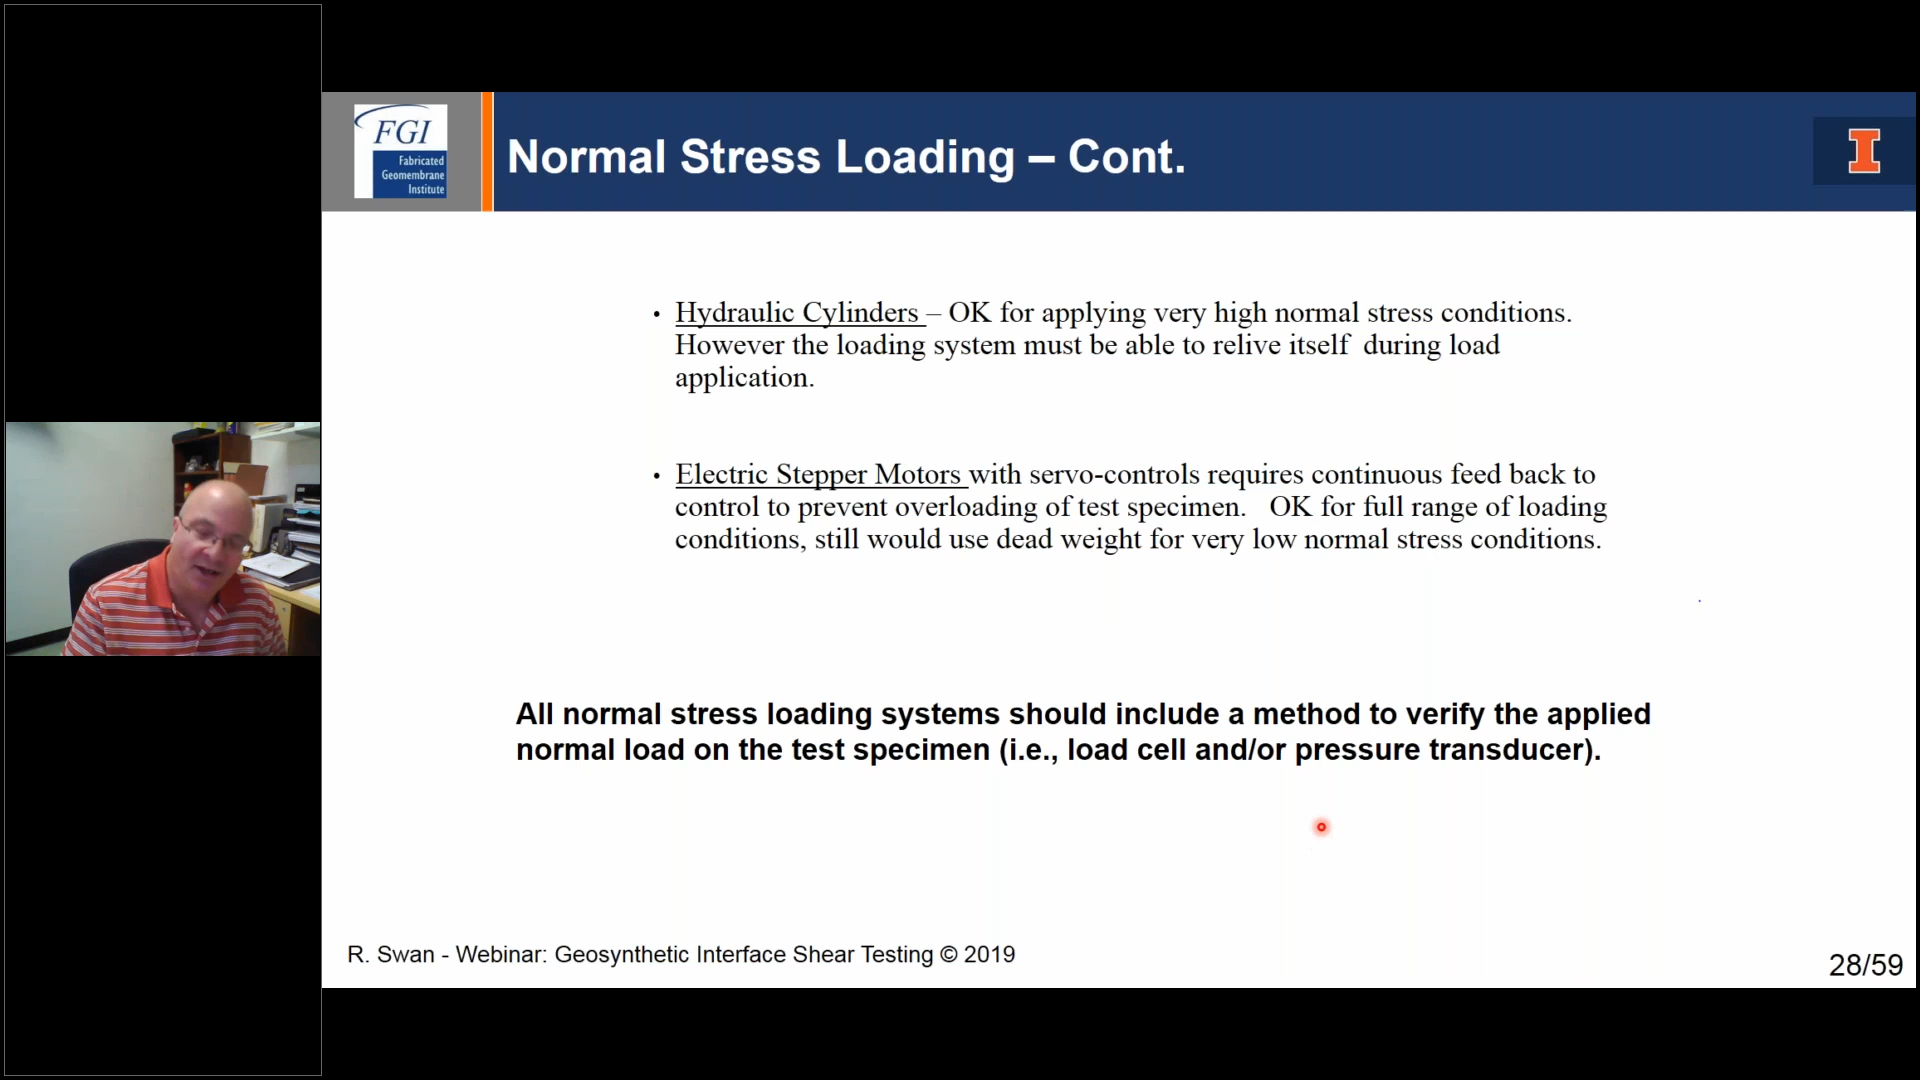 FGI
Fabricated
Geomembrane
Institute
Normal Stress Loading – Cont.
I
• Hydraulic Cylinders – OK for applying very high normal stress conditions.
However the loading system must be able to relive itself during load
application.
• Electric Stepper Motors with servo-controls requires continuous feed back to
control to prevent overloading of test specimen. OK for full range of loading
conditions, still would use dead weight for very low normal stress conditions.
All normal stress loading systems should include a method to verify the applied
normal load on the test specimen (i.e., load cell and/or pressure transducer).
R. Swan - Webinar: Geosynthetic Interface Shear Testing © 2019
28/59